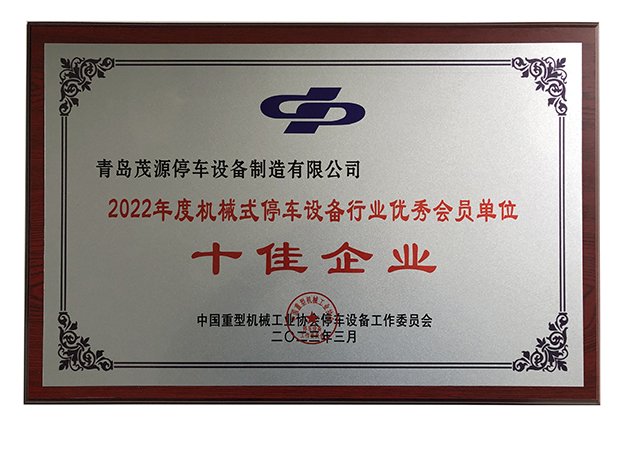 青岛茂源停车设备制造有限公司
2022年度机械式停车设备行业优秀会员单位
十佳企业
中国重型机械工业协会停车设备工作委员会
二〇二三年三月